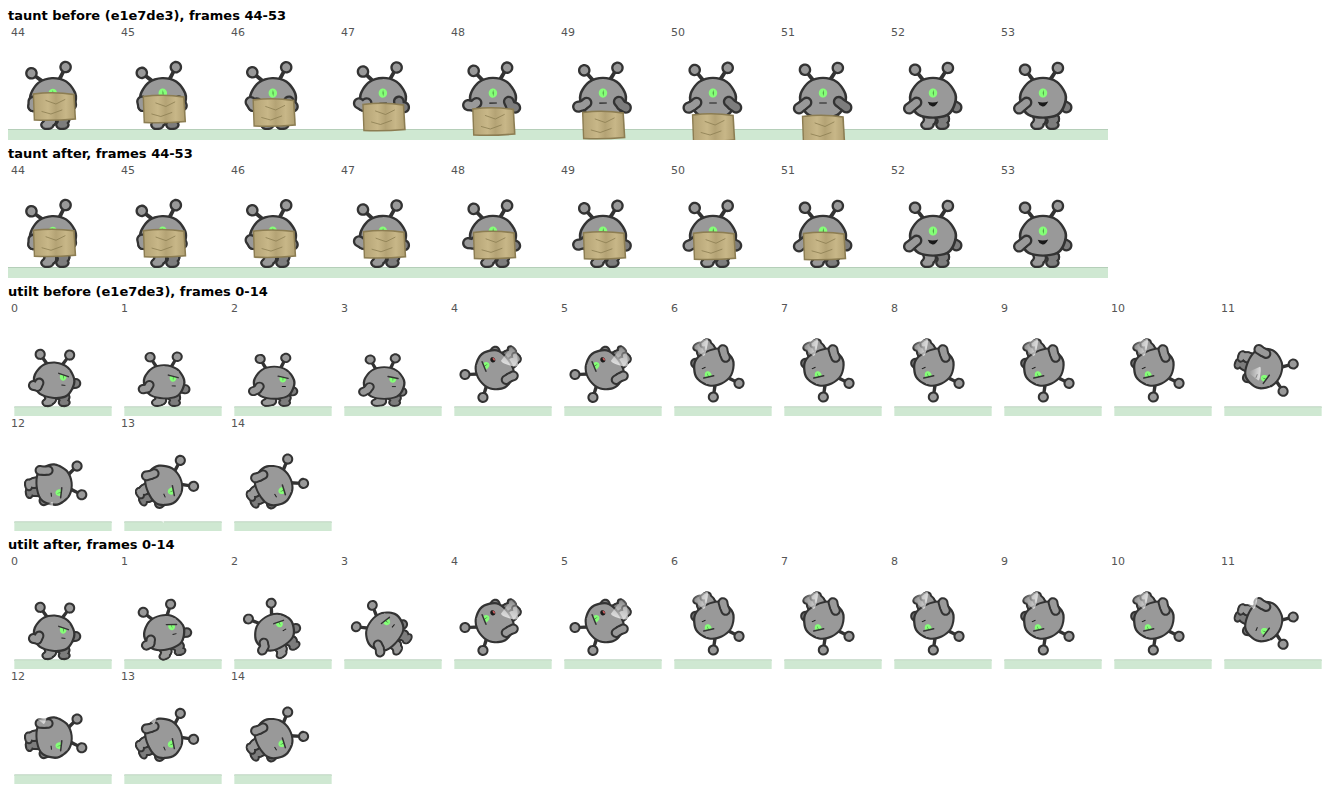 taunt before (e1e7de3), frames 44-53
44 45 46 47 48 49 50 51 52 53
taunt after, frames 44-53
44 45 46 47 48 49 50 51 52 53
utilt before (e1e7de3), frames 0-14
0 1 2 3 4 5 6 7 8 9 10 11
12 13 14
utilt after, frames 0-14
0 1 2 3 4 5 6 7 8 9 10 11
12 13 14